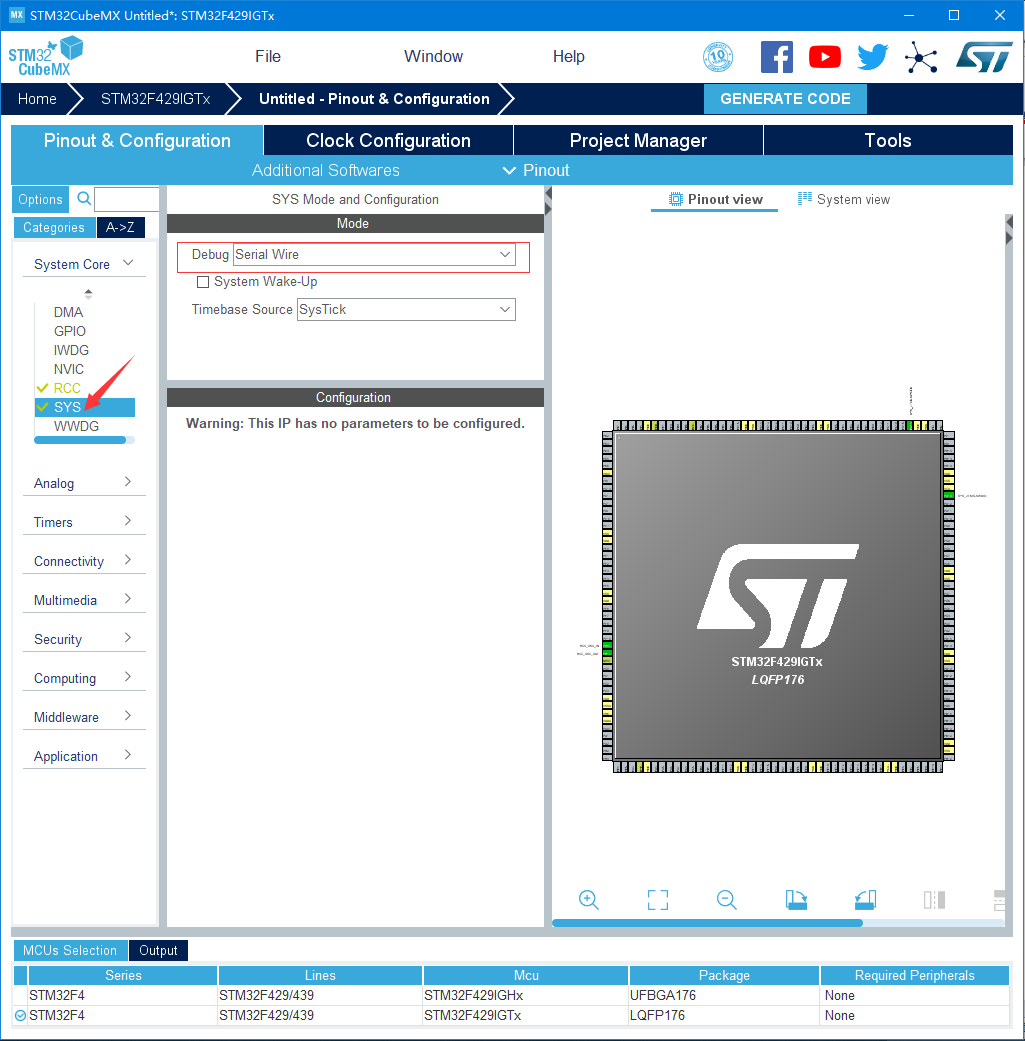 MX STM32CubeMX Untitled*: STM32F429IGTx
STM32
CubeMX
File
Window
Help
10
Home
STM32F429IGTx
Untitled - Pinout & Configuration
GENERATE CODE
Pinout & Configuration
Clock Configuration
Project Manager
Tools
Additional Softwares
Pinout
Options
Categories
A->Z
System Core
DMA
GPIO
IWDG
NVIC
RCC
SYS
WWDG
Analog
Timers
Connectivity
Multimedia
Security
Computing
Middleware
Application
SYS Mode and Configuration
Mode
Debug Serial Wire
System Wake-Up
Timebase Source SysTick
Configuration
Warning: This IP has no parameters to be configured.
Pinout view
System view
STM32F429IGTx
LQFP176
MCUs Selection
Output
Series Lines Mcu Package Required Peripherals
STM32F4 STM32F429/439 STM32F429IGHx UFBGA176 None
STM32F4 STM32F429/439 STM32F429IGTx LQFP176 None